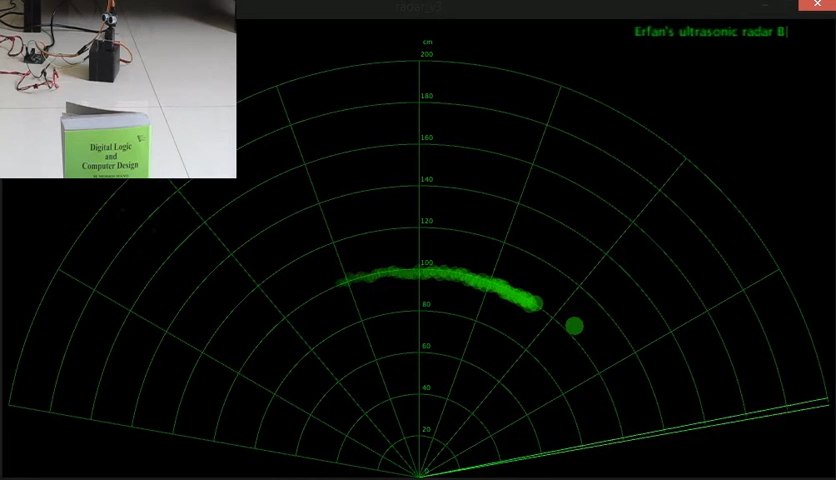 radar_v3
Erfan's ultrasonic radar B|
cm
200
180
160
140
120
100
80
60
40
20
0
Digital Logic
and
Computer Design